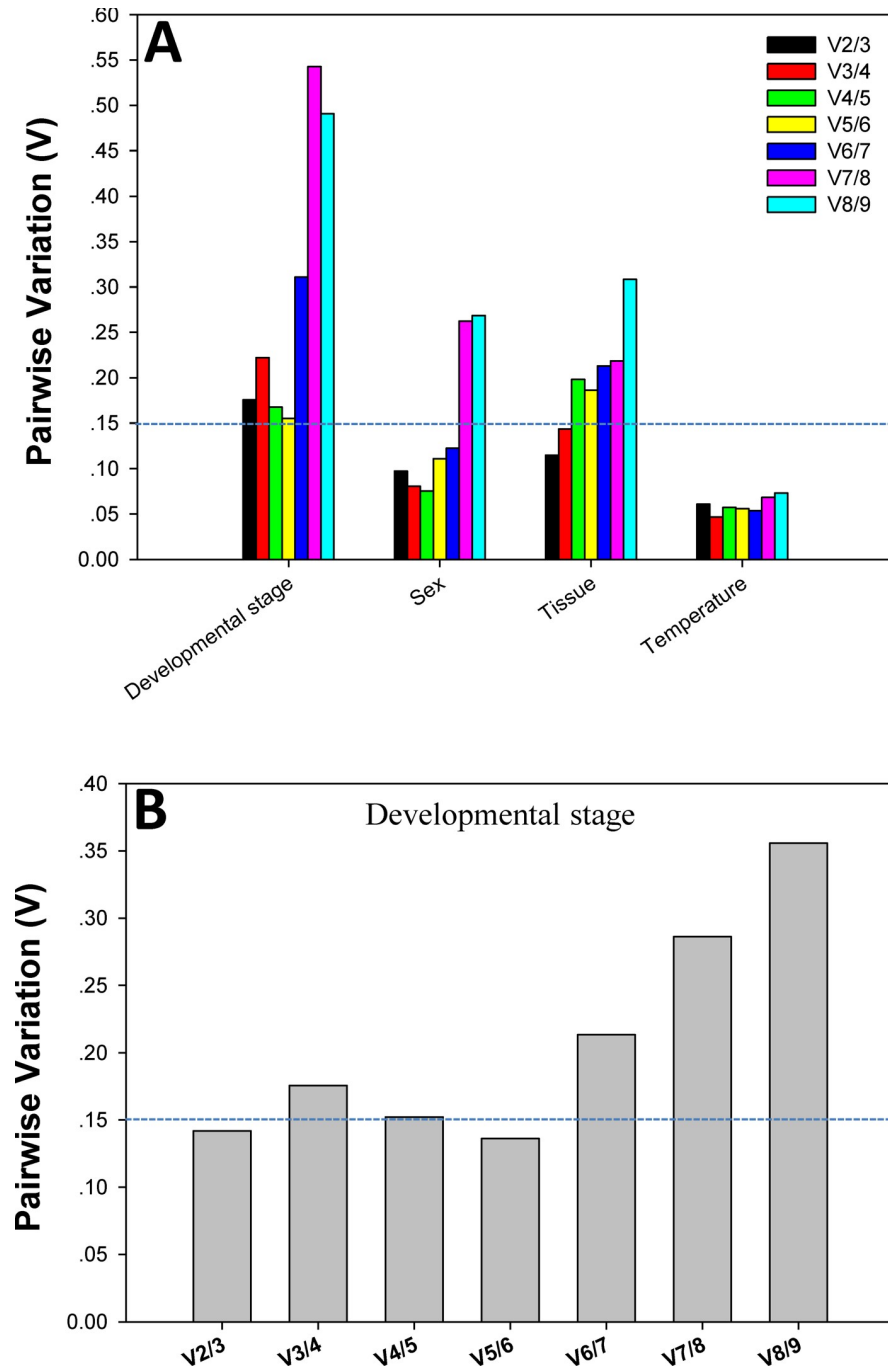 A
.60
.55
.50
.45
.40
.35
.30
.25
.20
.15
.10
.05
0.00
Pairwise Variation (V)
V2/3
V3/4
V4/5
V5/6
V6/7
V7/8
V8/9
Developmental stage
Sex
Tissue
Temperature
B
Developmental stage
.40
.35
.30
.25
.20
.15
.10
.05
0.00
Pairwise Variation (V)
V2/3
V3/4
V4/5
V5/6
V6/7
V7/8
V8/9